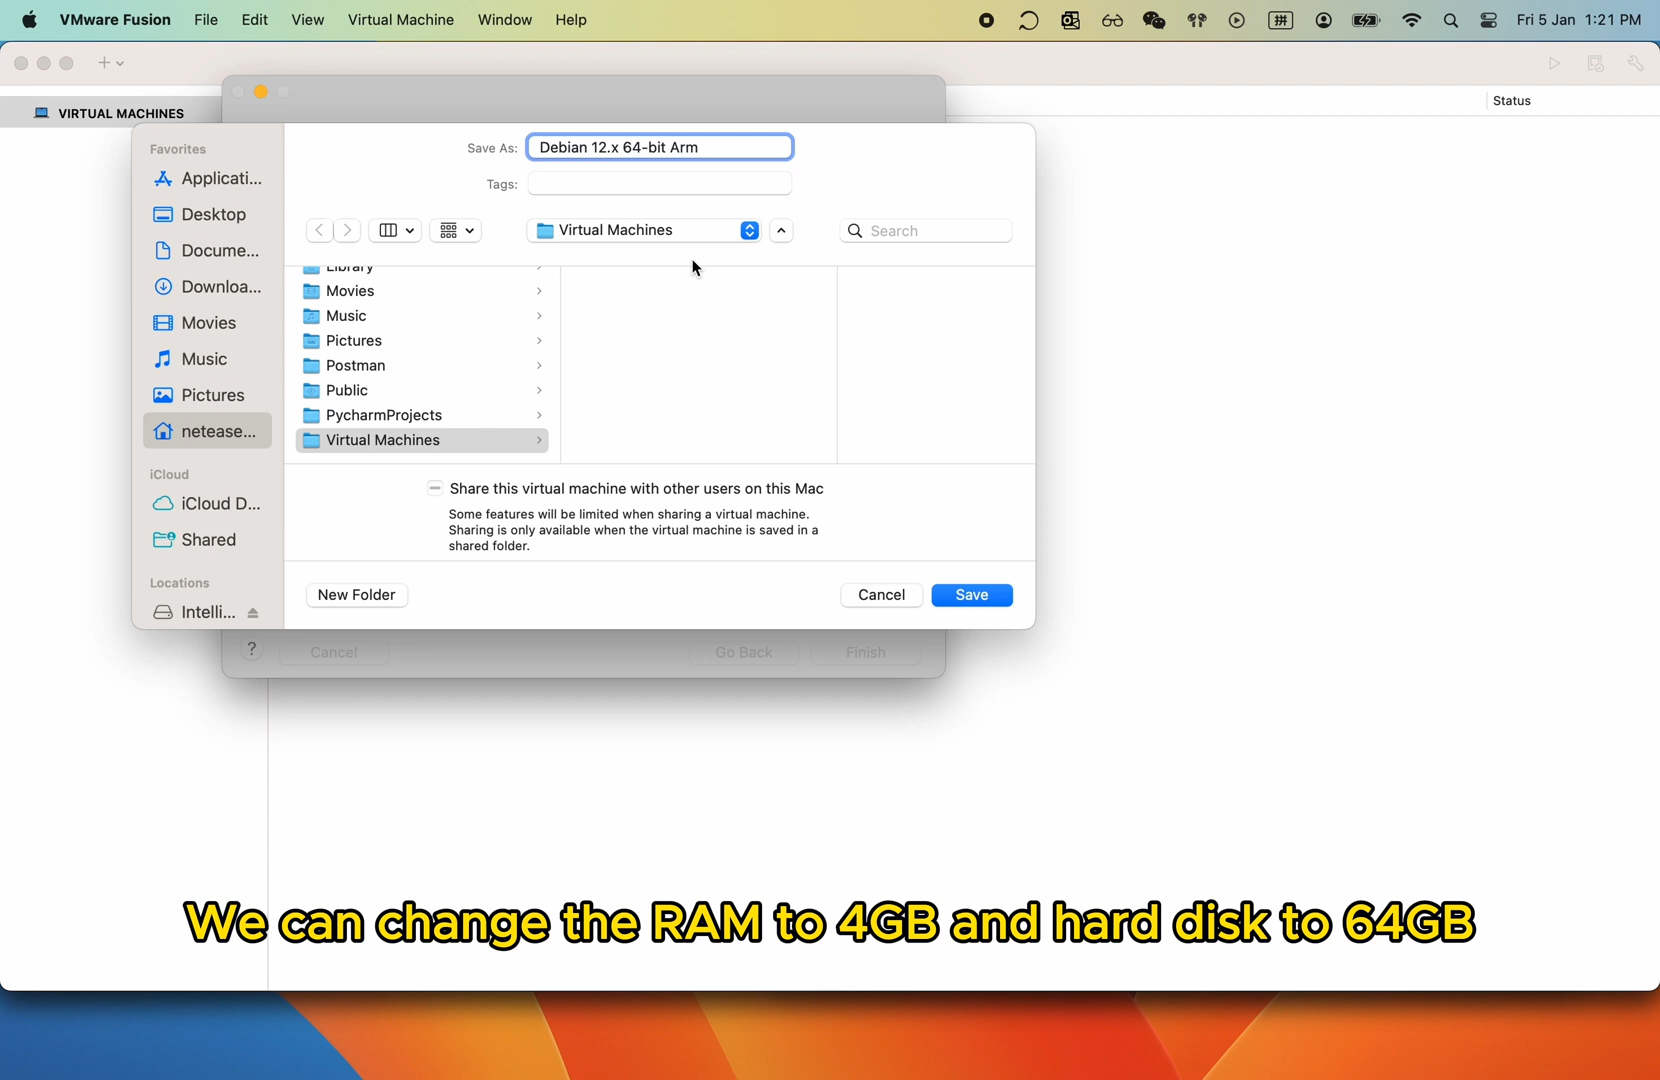 VMware Fusion File Edit View Virtual Machine Window Help 拼 Fri 5 Jan 1:21 PM
VIRTUAL MACHINES
Status
Favorites
Applicati...
Desktop
Docume...
Downloa...
Movies
Music
Pictures
netease...
iCloud
iCloud D...
Shared
Locations
Intelli...
Save As: Debian 12.x 64-bit Arm
Tags:
Virtual Machines
Search
Library
Movies
Music
Pictures
Postman
Public
PycharmProjects
Virtual Machines
Share this virtual machine with other users on this Mac
Some features will be limited when sharing a virtual machine.
Sharing is only available when the virtual machine is saved in a
shared folder.
New Folder Cancel Save
? Cancel Go Back Finish
We can change the RAM to 4GB and hard disk to 64GB